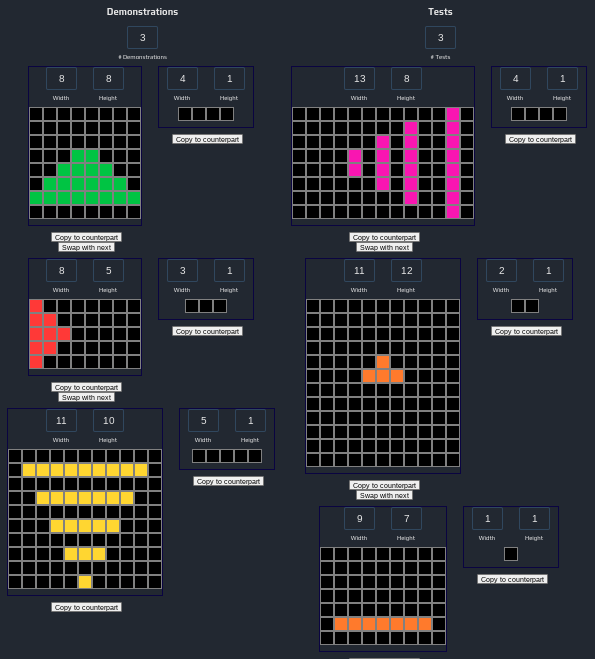 Demonstrations
Tests
3
# Demonstrations
3
# Tests
8 8
Width Height
4 1
Width Height
Copy to counterpart
13 8
Width Height
4 1
Width Height
Copy to counterpart
Copy to counterpart
Swap with next
Copy to counterpart
Swap with next
8 5
Width Height
3 1
Width Height
Copy to counterpart
11 12
Width Height
2 1
Width Height
Copy to counterpart
Copy to counterpart
Swap with next
11 10
Width Height
5 1
Width Height
Copy to counterpart
Copy to counterpart
Swap with next
9 7
Width Height
1 1
Width Height
Copy to counterpart
Copy to counterpart